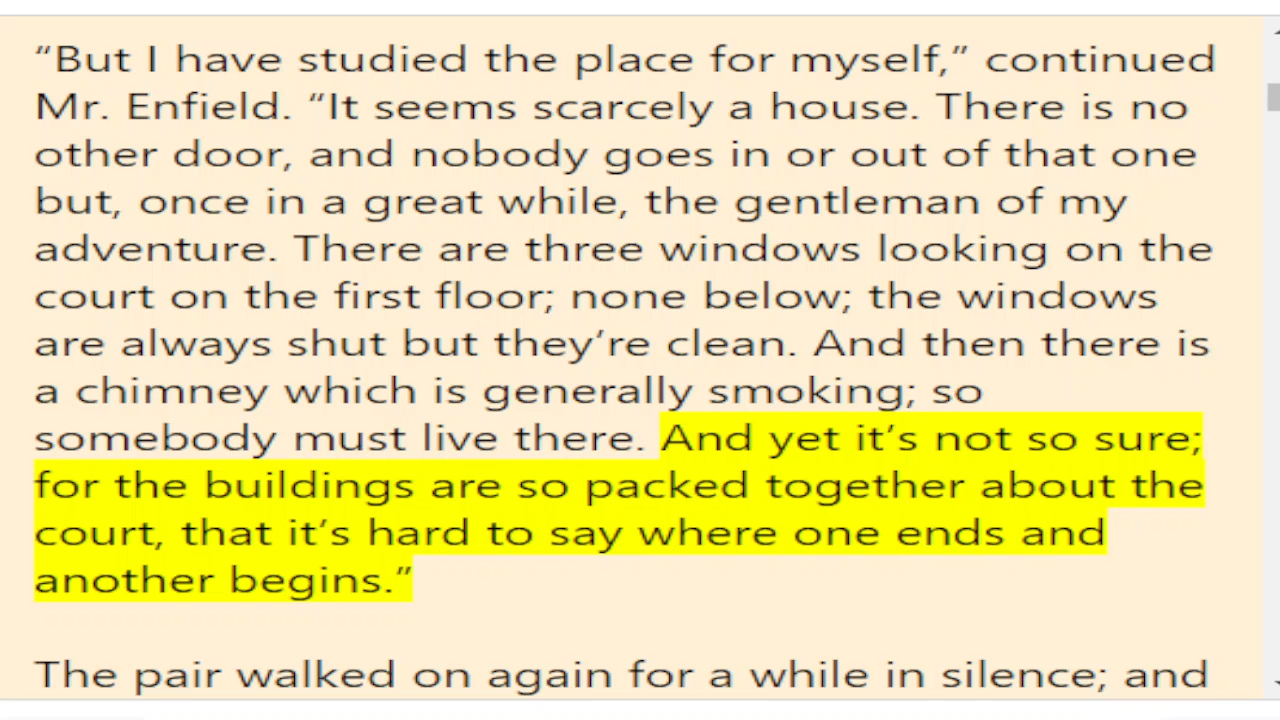 “But I have studied the place for myself,” continued
Mr. Enfield. “It seems scarcely a house. There is no
other door, and nobody goes in or out of that one
but, once in a great while, the gentleman of my
adventure. There are three windows looking on the
court on the first floor; none below; the windows
are always shut but they’re clean. And then there is
a chimney which is generally smoking; so
somebody must live there. And yet it’s not so sure;
for the buildings are so packed together about the
court, that it’s hard to say where one ends and
another begins.”
The pair walked on again for a while in silence; and